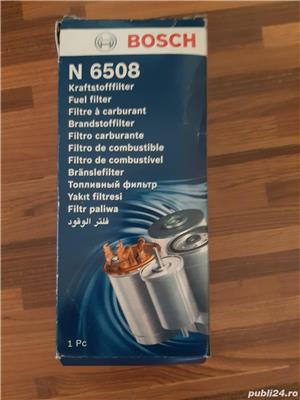 BOSCH
N 6508
Kraftstofffilter
Fuel filter
Filtre à carburant
Brandstoffilter
Filtro carburante
Filtro de combustible
Filtro de combustível
Bränslefilter
Топливный фильтр
Yakıt filtresi
Filtr paliwa
فلتر الوقود
1 Pc
publi24.ro